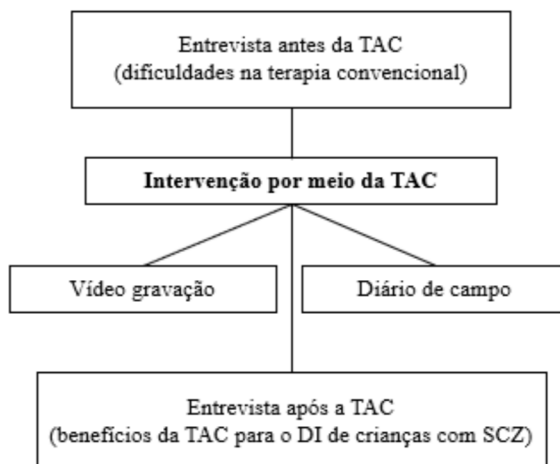 Entrevista antes da TAC
(dificuldades na terapia convencional)
Intervenção por meio da TAC
Vídeo gravação
Diário de campo
Entrevista após a TAC
(benefícios da TAC para o DI de crianças com SCZ)